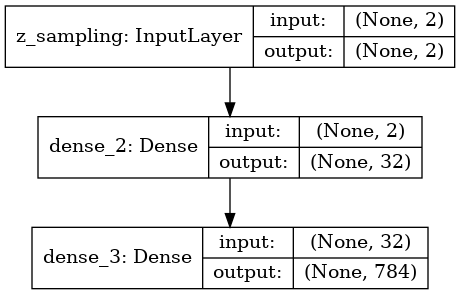 z_sampling: InputLayer
input: (None, 2)
output: (None, 2)
dense_2: Dense
input: (None, 2)
output: (None, 32)
dense_3: Dense
input: (None, 32)
output: (None, 784)